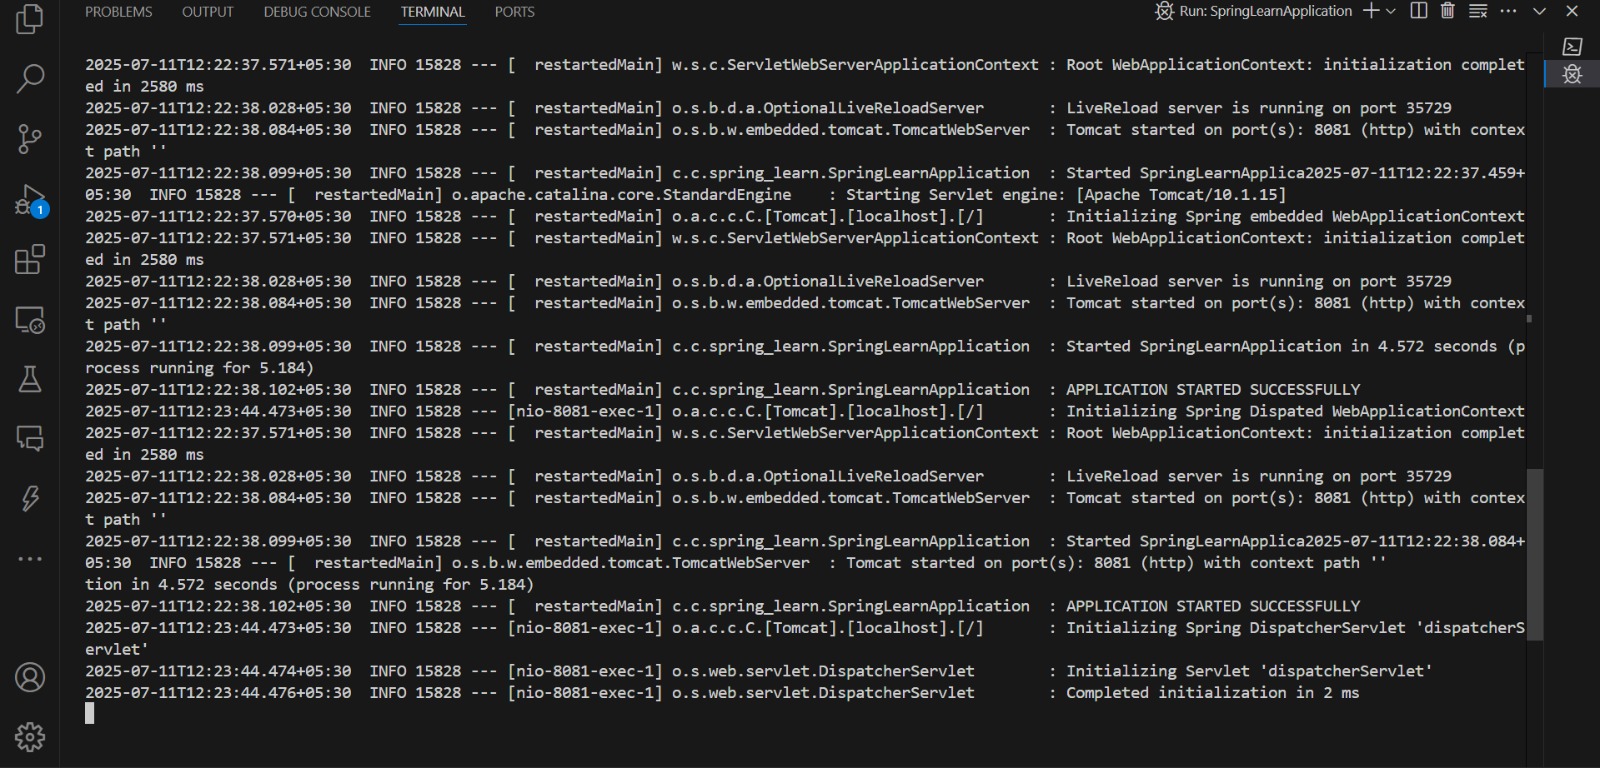 PROBLEMS OUTPUT DEBUG CONSOLE TERMINAL PORTS Run: SpringLearnApplication
2025-07-11T12:22:37.571+05:30  INFO 15828 --- [  restartedMain] w.s.c.ServletWebServerApplicationContext : Root WebApplicationContext: initialization complet
ed in 2580 ms
2025-07-11T12:22:38.028+05:30  INFO 15828 --- [  restartedMain] o.s.b.d.a.OptionalLiveReloadServer       : LiveReload server is running on port 35729
2025-07-11T12:22:38.084+05:30  INFO 15828 --- [  restartedMain] o.s.b.w.embedded.tomcat.TomcatWebServer  : Tomcat started on port(s): 8081 (http) with contex
t path ''
2025-07-11T12:22:38.099+05:30  INFO 15828 --- [  restartedMain] c.c.spring_learn.SpringLearnApplication  : Started SpringLearnApplica2025-07-11T12:22:37.459+
05:30  INFO 15828 --- [  restartedMain] o.apache.catalina.core.StandardEngine    : Starting Servlet engine: [Apache Tomcat/10.1.15]
2025-07-11T12:22:37.570+05:30  INFO 15828 --- [  restartedMain] o.a.c.c.C.[Tomcat].[localhost].[/]       : Initializing Spring embedded WebApplicationContext
2025-07-11T12:22:37.571+05:30  INFO 15828 --- [  restartedMain] w.s.c.ServletWebServerApplicationContext : Root WebApplicationContext: initialization complet
ed in 2580 ms
2025-07-11T12:22:38.028+05:30  INFO 15828 --- [  restartedMain] o.s.b.d.a.OptionalLiveReloadServer       : LiveReload server is running on port 35729
2025-07-11T12:22:38.084+05:30  INFO 15828 --- [  restartedMain] o.s.b.w.embedded.tomcat.TomcatWebServer  : Tomcat started on port(s): 8081 (http) with contex
t path ''
2025-07-11T12:22:38.099+05:30  INFO 15828 --- [  restartedMain] c.c.spring_learn.SpringLearnApplication  : Started SpringLearnApplication in 4.572 seconds (p
rocess running for 5.184)
2025-07-11T12:22:38.102+05:30  INFO 15828 --- [  restartedMain] c.c.spring_learn.SpringLearnApplication  : APPLICATION STARTED SUCCESSFULLY
2025-07-11T12:23:44.473+05:30  INFO 15828 --- [nio-8081-exec-1] o.a.c.c.C.[Tomcat].[localhost].[/]       : Initializing Spring Dispated WebApplicationContext
2025-07-11T12:22:37.571+05:30  INFO 15828 --- [  restartedMain] w.s.c.ServletWebServerApplicationContext : Root WebApplicationContext: initialization complet
ed in 2580 ms
2025-07-11T12:22:38.028+05:30  INFO 15828 --- [  restartedMain] o.s.b.d.a.OptionalLiveReloadServer       : LiveReload server is running on port 35729
2025-07-11T12:22:38.084+05:30  INFO 15828 --- [  restartedMain] o.s.b.w.embedded.tomcat.TomcatWebServer  : Tomcat started on port(s): 8081 (http) with contex
t path ''
2025-07-11T12:22:38.099+05:30  INFO 15828 --- [  restartedMain] c.c.spring_learn.SpringLearnApplication  : Started SpringLearnApplica2025-07-11T12:22:38.084+
05:30  INFO 15828 --- [  restartedMain] o.s.b.w.embedded.tomcat.TomcatWebServer  : Tomcat started on port(s): 8081 (http) with context path ''
tion in 4.572 seconds (process running for 5.184)
2025-07-11T12:22:38.102+05:30  INFO 15828 --- [  restartedMain] c.c.spring_learn.SpringLearnApplication  : APPLICATION STARTED SUCCESSFULLY
2025-07-11T12:23:44.473+05:30  INFO 15828 --- [nio-8081-exec-1] o.a.c.c.C.[Tomcat].[localhost].[/]       : Initializing Spring DispatcherServlet 'dispatcherS
ervlet'
2025-07-11T12:23:44.474+05:30  INFO 15828 --- [nio-8081-exec-1] o.s.web.servlet.DispatcherServlet        : Initializing Servlet 'dispatcherServlet'
2025-07-11T12:23:44.476+05:30  INFO 15828 --- [nio-8081-exec-1] o.s.web.servlet.DispatcherServlet        : Completed initialization in 2 ms
1